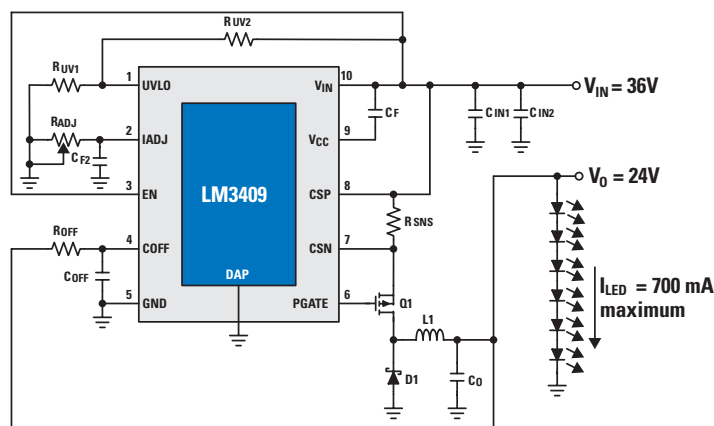 RUV2
RUV1
1 UVLO
VIN 10
VIN = 36V
CF
CIN1
CIN2
RADJ
2 IADJ
VCC 9
CF2
3 EN
LM3409
CSP 8
VO = 24V
RSNS
ROFF
4 COFF
CSN 7
COFF
DAP
ILED = 700 mA
maximum
5 GND
PGATE 6
Q1
L1
D1
CO